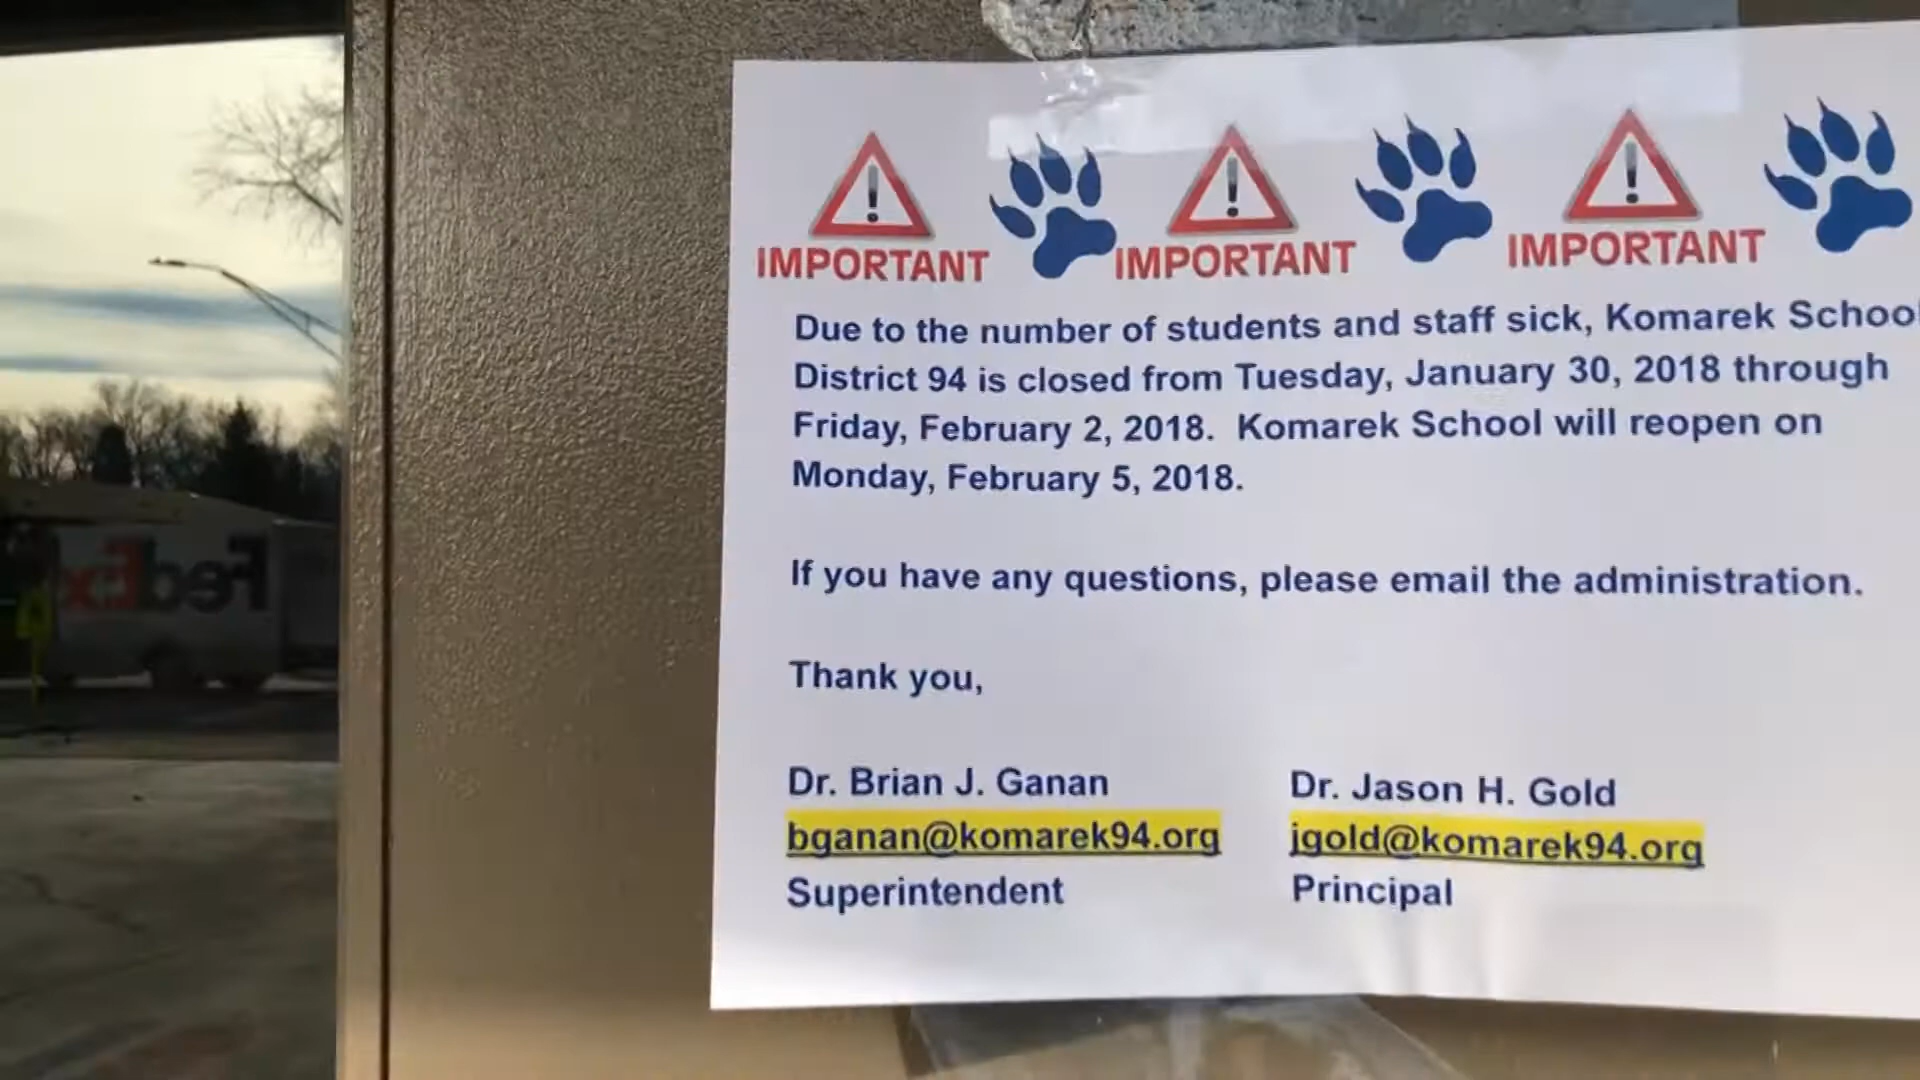 IMPORTANT IMPORTANT IMPORTANT
Due to the number of students and staff sick, Komarek School
District 94 is closed from Tuesday, January 30, 2018 through
Friday, February 2, 2018. Komarek School will reopen on
Monday, February 5, 2018.
If you have any questions, please email the administration.
Thank you,
Dr. Brian J. Ganan Dr. Jason H. Gold
bganan@komarek94.org jgold@komarek94.org
Superintendent Principal
FedEx